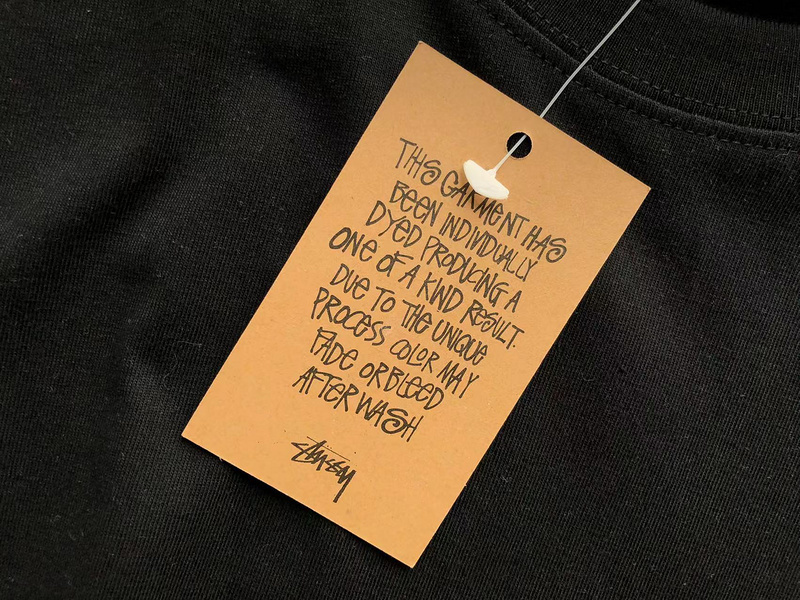 THIS GARMENT HAS
BEEN INDIVIDUALLY
DYED PRODUCING A
ONE OF A KIND RESULT.
DUE TO THE UNIQUE
PROCESS COLOR MAY
FADE OR BLEED
AFTER WASH
Stüssy